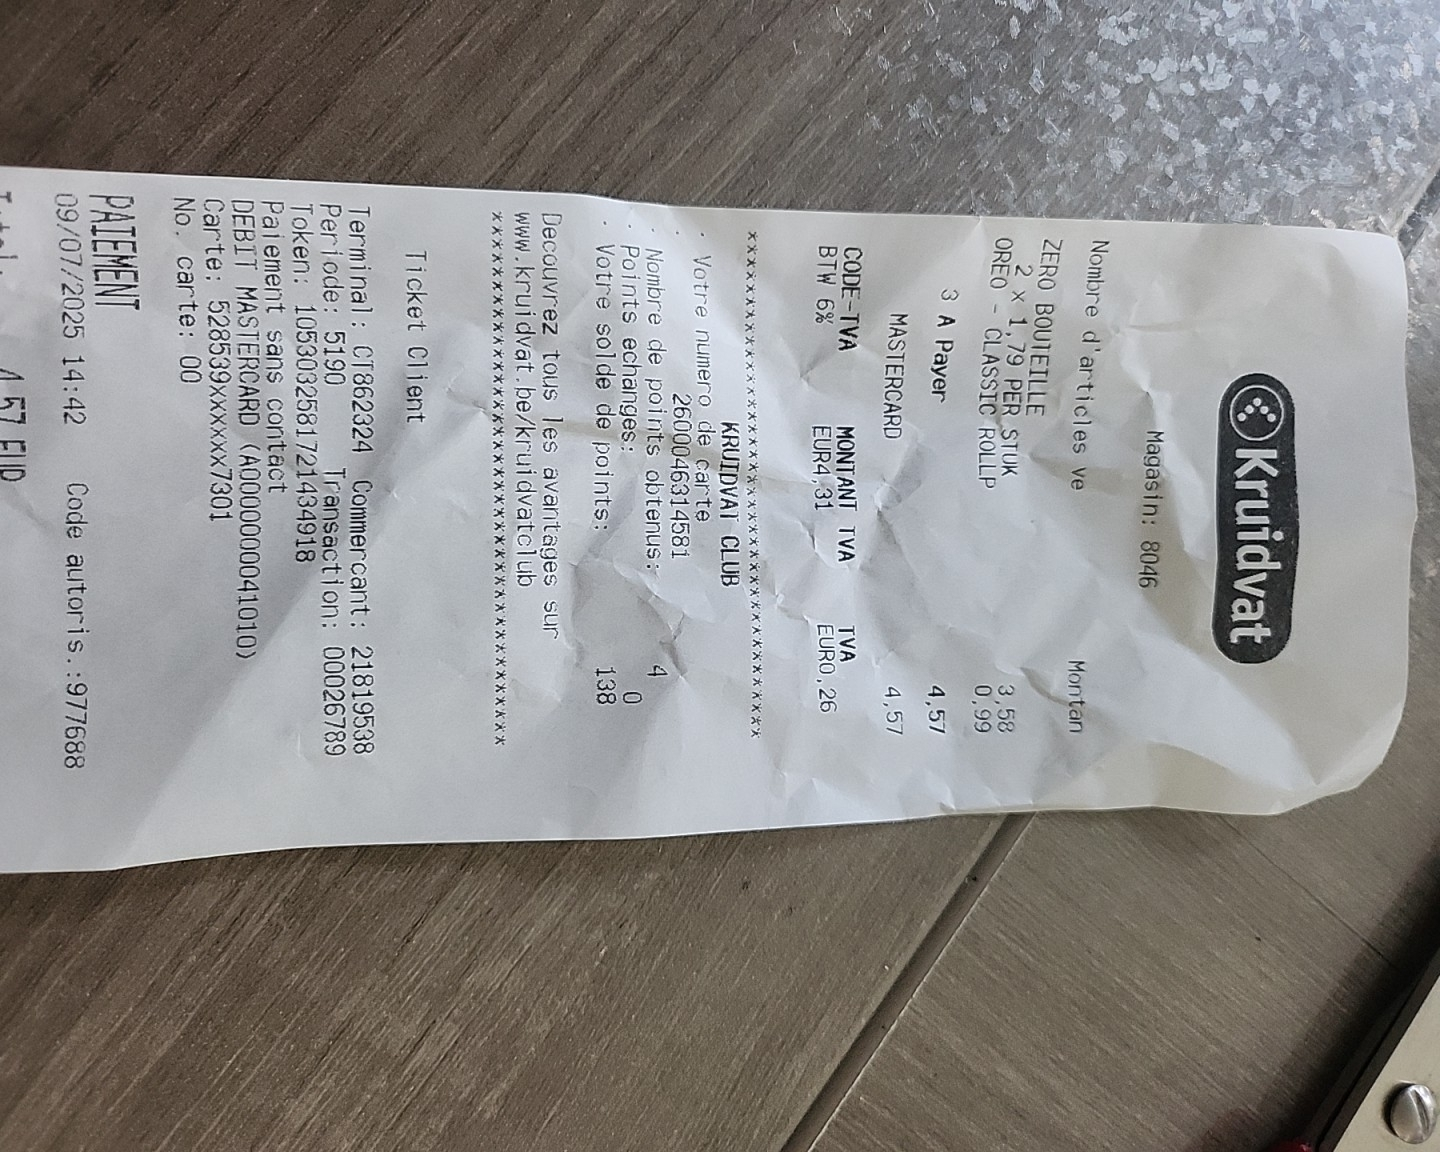 Kruidvat
Magasin: 8046
Nombre d'articles ve Montan
ZERO BOUTEILLE
2 x 1,79 PER STUK 3,58
OREO - CLASSIC ROLLP 0,99
3 A Payer 4,57
MASTERCARD 4,57
CODE-TVA MONTANT TVA TVA
BTW 6% EUR4,31 EUR0,26
*****************************************
KRUIDVAT CLUB
. Votre numero de carte
2600046314581
. Nombre de points obtenus: 4
Points echanges: 0
. Votre solde de points: 138
Decouvrez tous les avantages sur
www.kruidvat.be/kruidvatclub
*****************************************
Ticket Client
Terminal: CT862324 Commercant: 21819538
Periode: 5190 Transaction: 00026789
Token: 1053032581721434918
Paiement sans contact
DEBIT MASTERCARD (A0000000041010)
Carte: 528539xxxxxx7301
No. carte: 00
PAIEMENT
09/07/2025 14:42 Code autoris.:977688
4,57 EUR